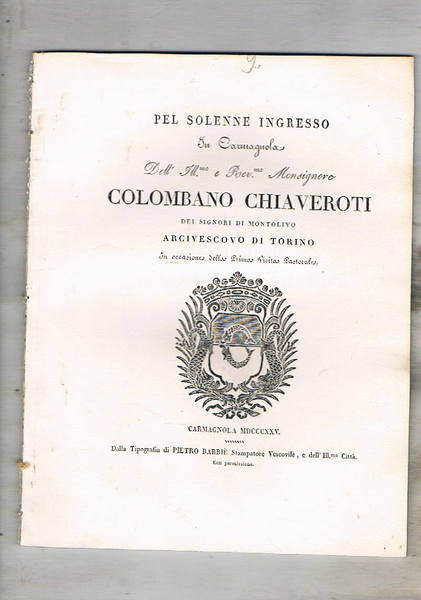 9.
PEL SOLENNE INGRESSO
In Carmagnola
Dell' Ill.mo e Rev.mo Monsignore
COLOMBANO CHIAVEROTI
DEI SIGNORI DI MONTOLIVO
ARCIVESCOVO DI TORINO
In occasione della Prima Visita Pastorale.
CARMAGNOLA MDCCCXXV.
Dalla Tipografia di PIETRO BARBIÈ Stampatore Vescovile, e dell' Ill.ma Città.
Con permissione.